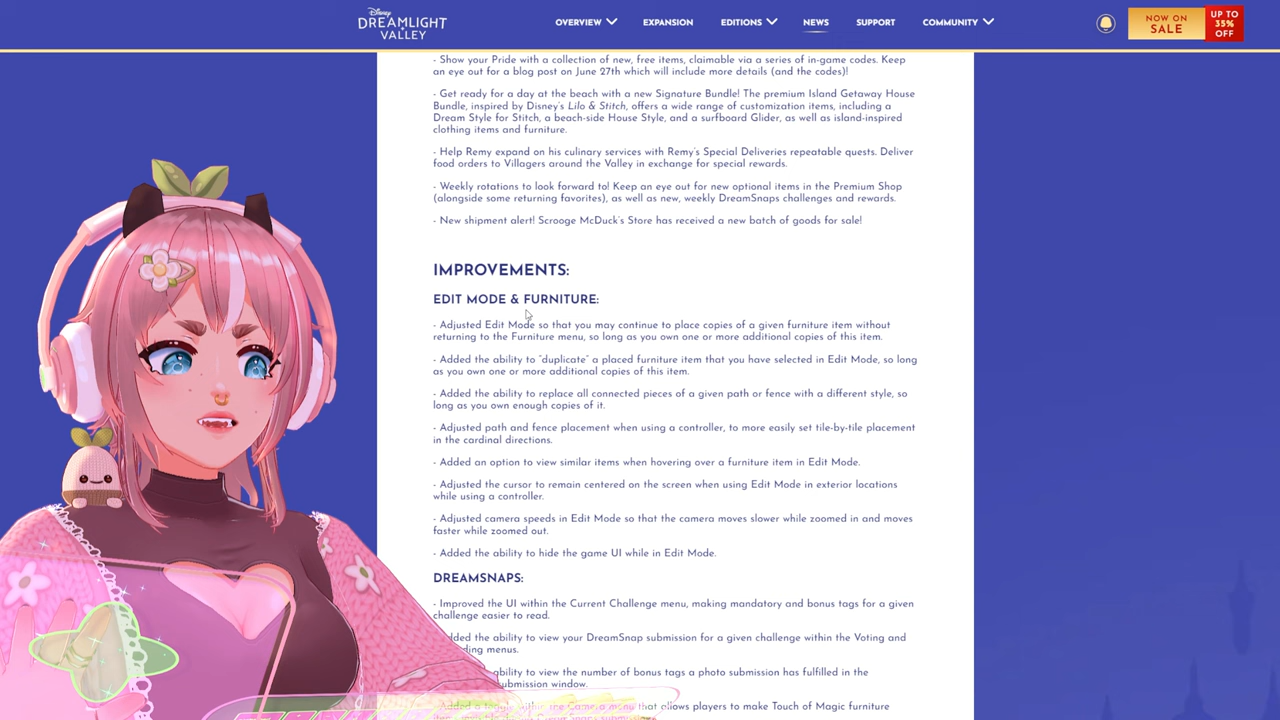 Disney
DREAMLIGHT
VALLEY
OVERVIEW
EXPANSION
EDITIONS
NEWS
SUPPORT
COMMUNITY
NOW ON
SALE
UP TO
35%
OFF
- Show your Pride with a collection of new, free items, claimable via a series of in-game codes. Keep
an eye out for a blog post on June 27th which will include more details (and the codes)!
- Get ready for a day at the beach with a new Signature Bundle! The premium Island Getaway House
Bundle, inspired by Disney's Lilo & Stitch, offers a wide range of customization items, including a
Dream Style for Stitch, a beach-side House Style, and a surfboard Glider, as well as island-inspired
clothing items and furniture.
- Help Remy expand on his culinary services with Remy's Special Deliveries repeatable quests. Deliver
food orders to Villagers around the Valley in exchange for special rewards.
- Weekly rotations to look forward to! Keep an eye out for new optional items in the Premium Shop
(alongside some returning favorites), as well as new, weekly DreamSnaps challenges and rewards.
- New shipment alert! Scrooge McDuck's Store has received a new batch of goods for sale!
IMPROVEMENTS:
EDIT MODE & FURNITURE:
- Adjusted Edit Mode so that you may continue to place copies of a given furniture item without
returning to the Furniture menu, so long as you own one or more additional copies of this item.
- Added the ability to "duplicate" a placed furniture item that you have selected in Edit Mode, so long
as you own one or more additional copies of this item.
- Added the ability to replace all connected pieces of a given path or fence with a different style, so
long as you own enough copies of it.
- Adjusted path and fence placement when using a controller, to more easily set tile-by-tile placement
in the cardinal directions.
- Added an option to view similar items when hovering over a furniture item in Edit Mode.
- Adjusted the cursor to remain centered on the screen when using Edit Mode in exterior locations
while using a controller.
- Adjusted camera speeds in Edit Mode so that the camera moves slower while zoomed in and moves
faster while zoomed out.
- Added the ability to hide the game UI while in Edit Mode.
DREAMSNAPS:
- Improved the UI within the Current Challenge menu, making mandatory and bonus tags for a given
challenge easier to read.
dded the ability to view your DreamSnap submission for a given challenge within the Voting and
ding menus.
ability to view the number of bonus tags a photo submission has fulfilled in the
submission window.
Added a toggle within the Camera menu that allows players to make Touch of Magic furniture